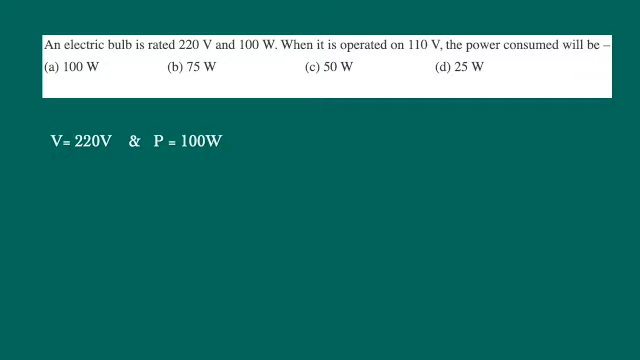 An electric bulb is rated 220 V and 100 W. When it is operated on 110 V, the power consumed will be –
(a) 100 W (b) 75 W (c) 50 W (d) 25 W
V= 220V & P = 100W